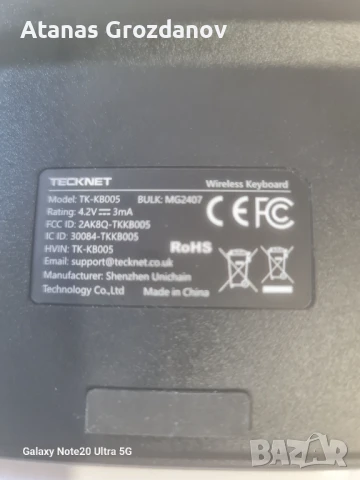 Atanas Grozdanov
TECKNET
Wireless Keyboard
Model: TK-KB005 BULK: MG2407
Rating: 4.2V⎓3mA
FCC ID: 2AK8Q-TKKB005
IC ID: 30084-TKKB005
HVIN: TK-KB005
Email: support@tecknet.co.uk
Manufacturer: Shenzhen Unichain
Technology Co.,Ltd Made in China
CE FC
RoHS
Galaxy Note20 Ultra 5G
BAZAR